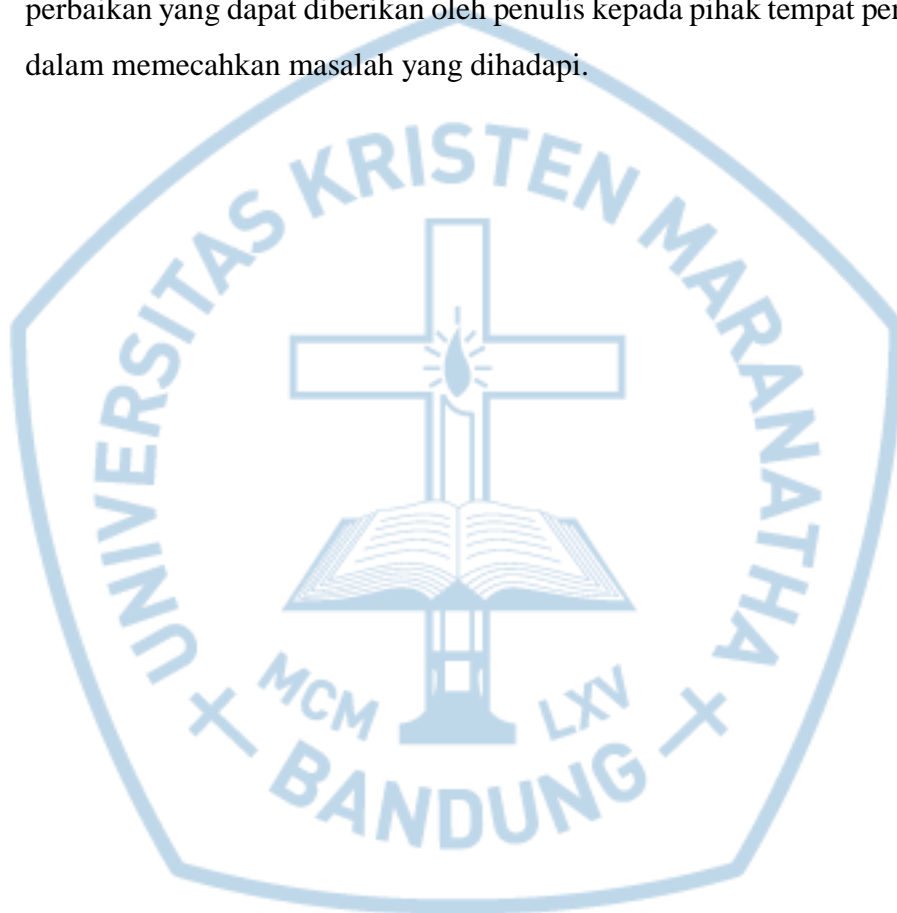 perbaikan yang dapat diberikan oleh penulis kepada pihak tempat
dalam memecahkan masalah yang dihadapi.
UNIVERSITAS KRISTEN MARANATHA
MCM LXV
BANDUNG